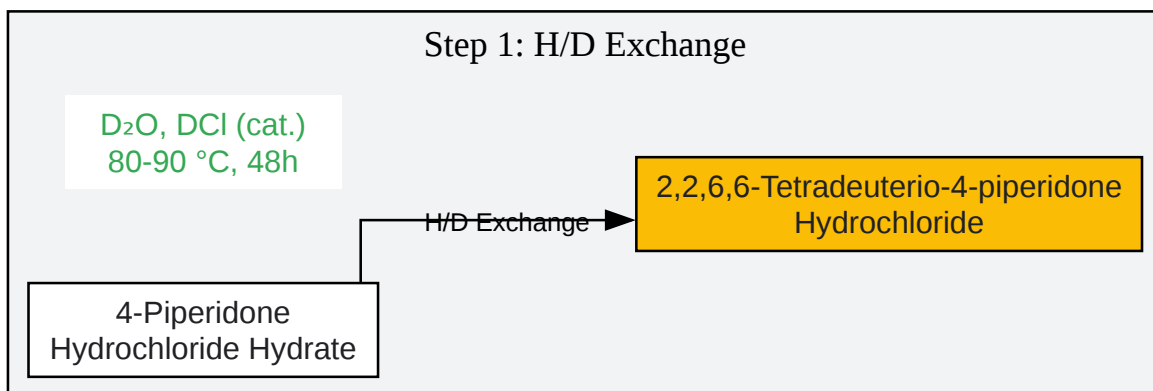 Step 1: H/D Exchange
D₂O, DCl (cat.)
80-90 °C, 48h
2,2,6,6-Tetradeuterio-4-piperidone
Hydrochloride
H/D Exchange
4-Piperidone
Hydrochloride Hydrate